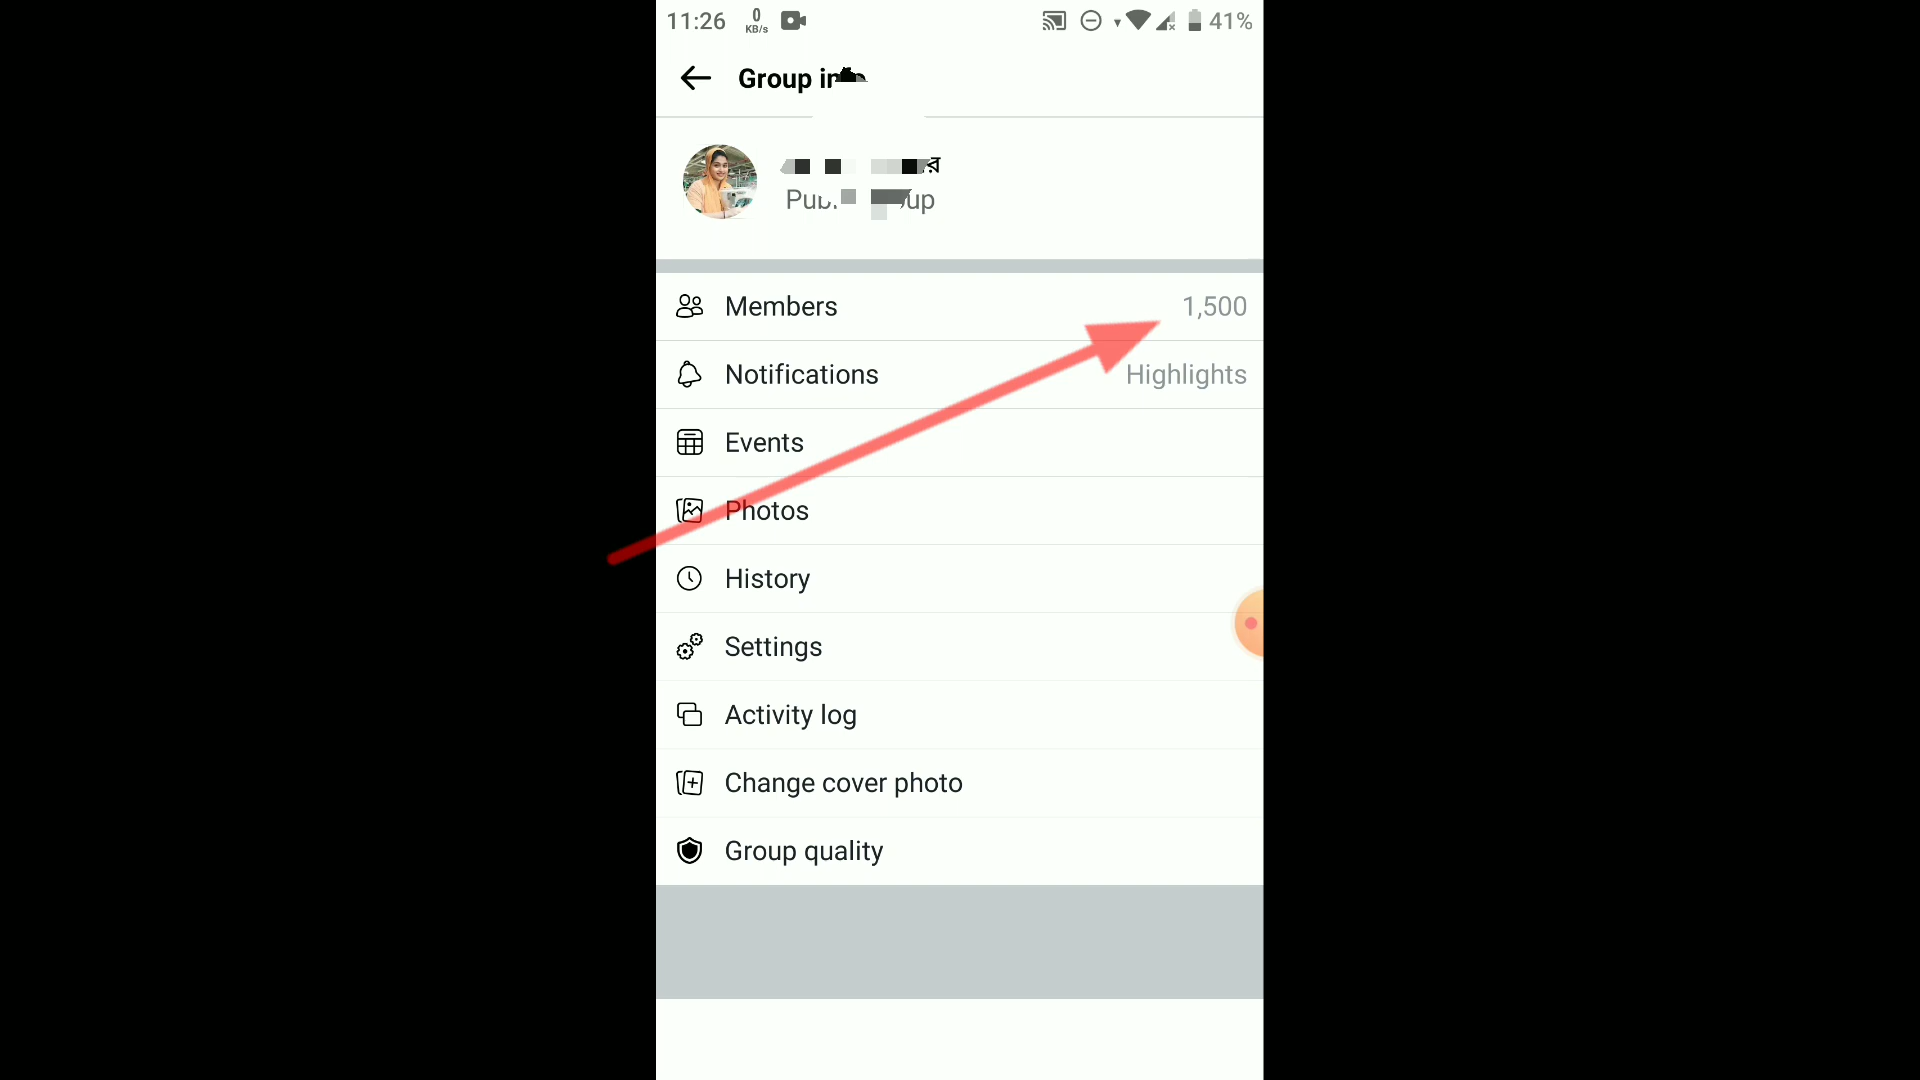 11:26 0 KB/s 41%
Group
Members 1,500
Notifications Highlights
Events
Photos
History
Settings
Activity log
Change cover photo
Group quality